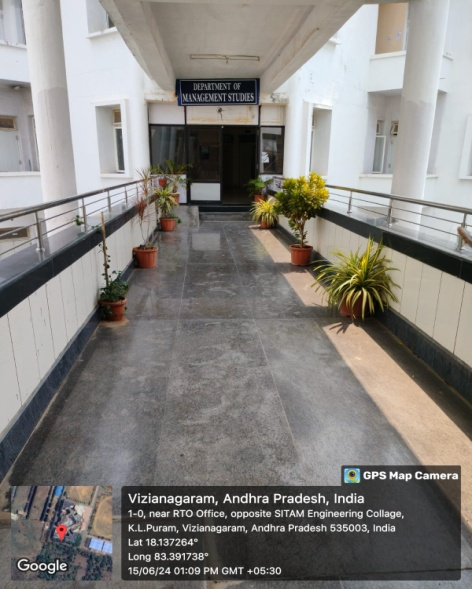 DEPARTMENT OF
MANAGEMENT STUDIES
GPS Map Camera
Vizianagaram, Andhra Pradesh, India
1-0, near RTO Office, opposite SITAM Engineering Collage,
K.L.Puram, Vizianagaram, Andhra Pradesh 535003, India
Lat 18.137264°
Long 83.391738°
15/06/24 01:09 PM GMT +05:30
Google